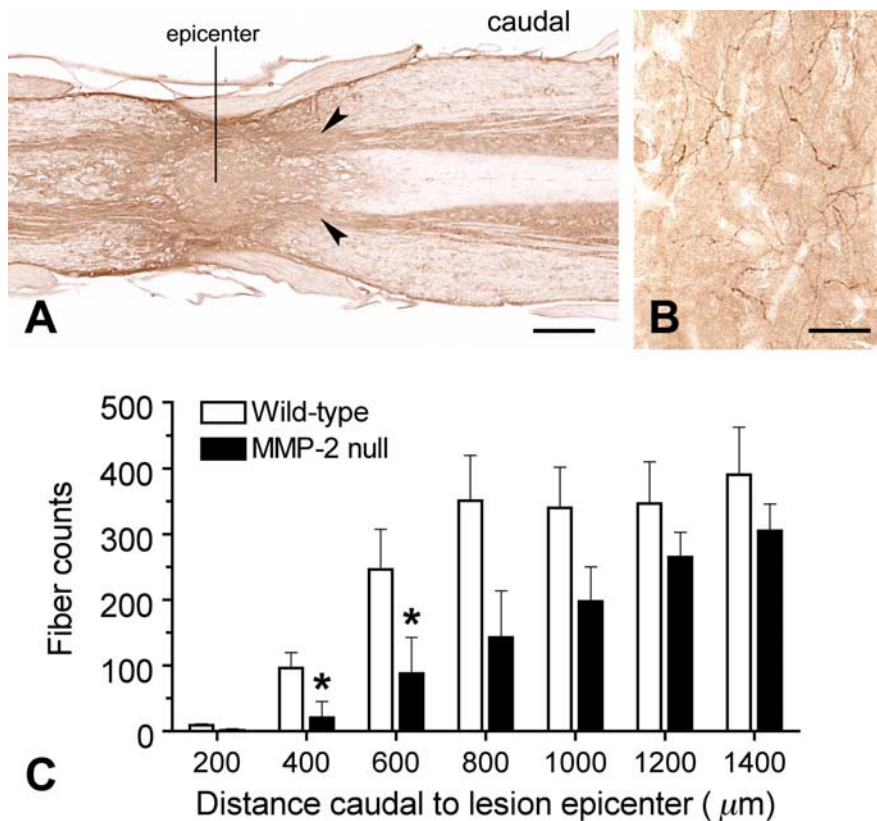 epicenter
caudal
A
B
500
400
300
200
100
0
Fiber counts
Wild-type
MMP-2 null
*
*
200 400 600 800 1000 1200 1400
Distance caudal to lesion epicenter ( μm)
C